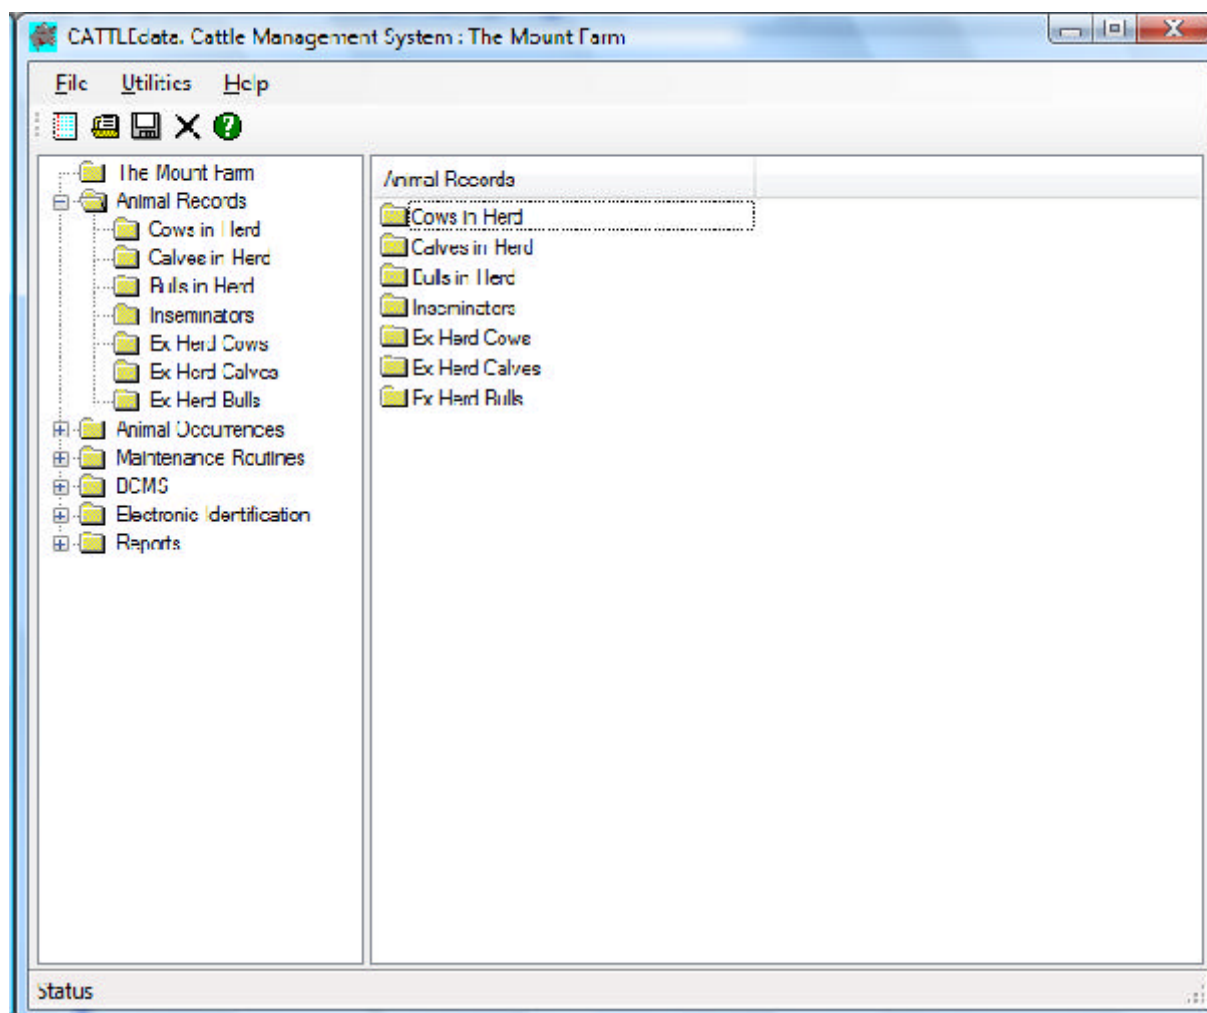 CATTLEdata. Cattle Management System : The Mount Farm
File Utilities Help
The Mount Farm
Animal Records
Cows in Herd
Calves in Herd
Bulls in Herd
Inseminators
Ex Herd Cows
Ex Herd Calves
Ex Herd Bulls
Animal Occurrences
Maintenance Routines
BCMS
Electronic Identification
Reports
Animal Records
Cows in Herd
Calves in Herd
Bulls in Herd
Inseminators
Ex Herd Cows
Ex Herd Calves
Ex Herd Bulls
Status